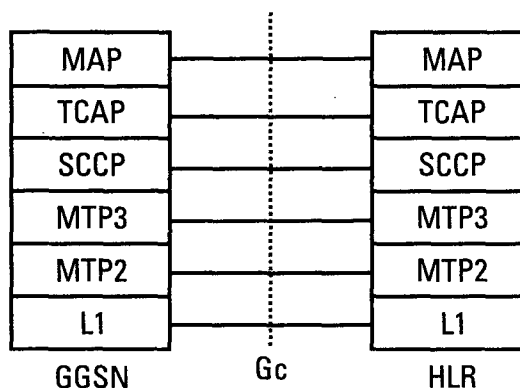 MAP MAP
TCAP TCAP
SCCP SCCP
MTP3 MTP3
MTP2 MTP2
L1 L1
GGSN Gc HLR